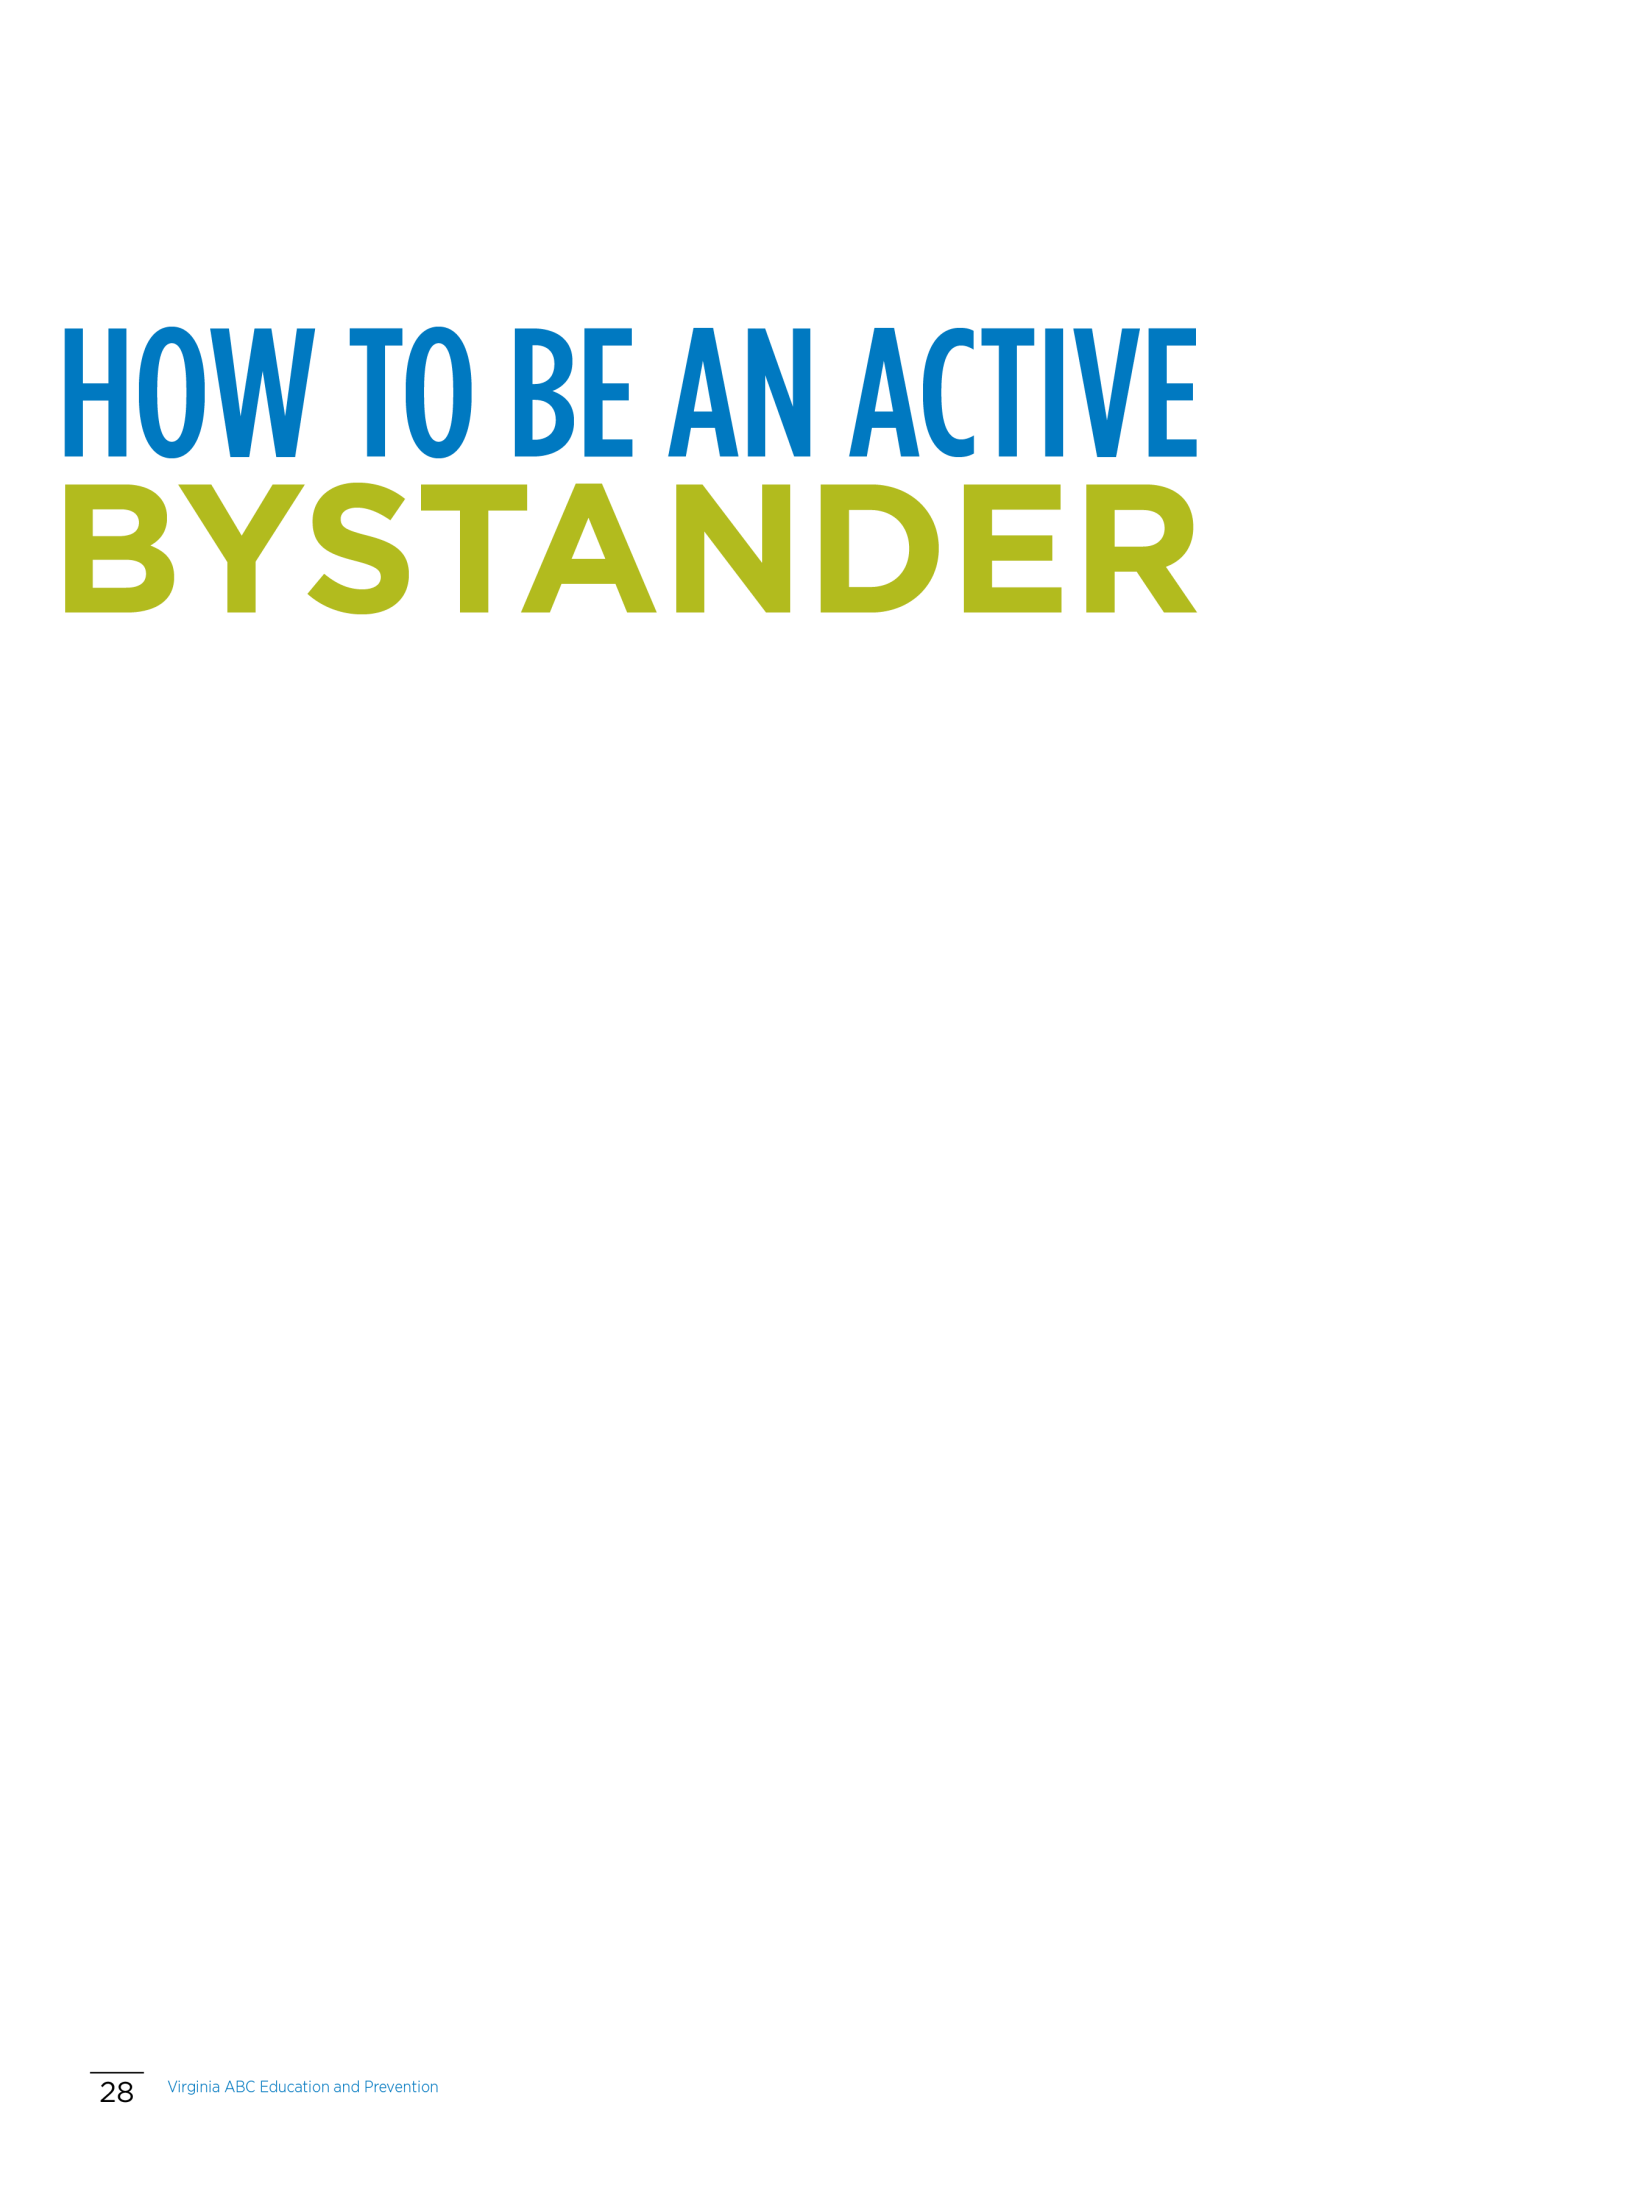 HOW TO BE AN ACTIVE
BYSTANDER
28
Virginia ABC Education and Prevention